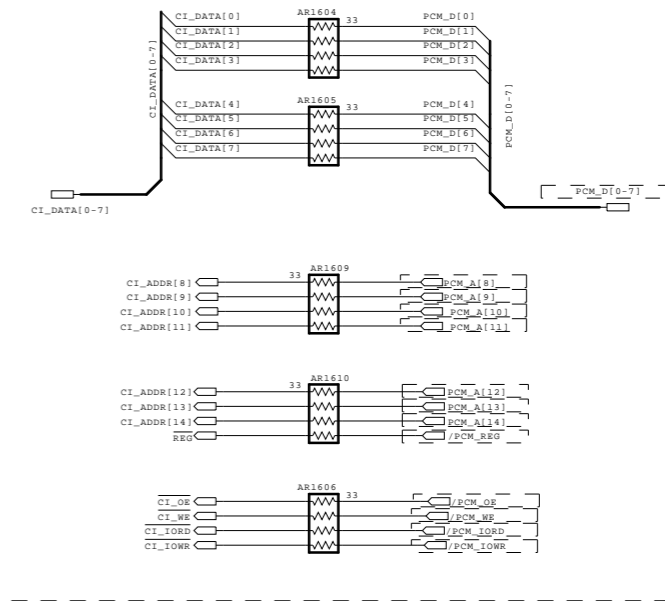 CI_DATA[0] AR1604 33 PCM_D[0]
CI_DATA[1] PCM_D[1]
CI_DATA[2] PCM_D[2]
CI_DATA[3] PCM_D[3]
CI_DATA[0-7]
PCM_D[0-7]
CI_DATA[4] AR1605 33 PCM_D[4]
CI_DATA[5] PCM_D[5]
CI_DATA[6] PCM_D[6]
CI_DATA[7] PCM_D[7]
PCM_D[0-7]
CI_DATA[0-7]
AR1609
33
CI_ADDR[8] PCM_A[8]
CI_ADDR[9] PCM_A[9]
CI_ADDR[10] PCM_A[10]
CI_ADDR[11] PCM_A[11]
AR1610
33
CI_ADDR[12] PCM_A[12]
CI_ADDR[13] PCM_A[13]
CI_ADDR[14] PCM_A[14]
REG /PCM_REG
AR1606
33
CI_OE /PCM_OE
CI_WE /PCM_WE
CI_IORD /PCM_IORD
CI_IOWR /PCM_IOWR